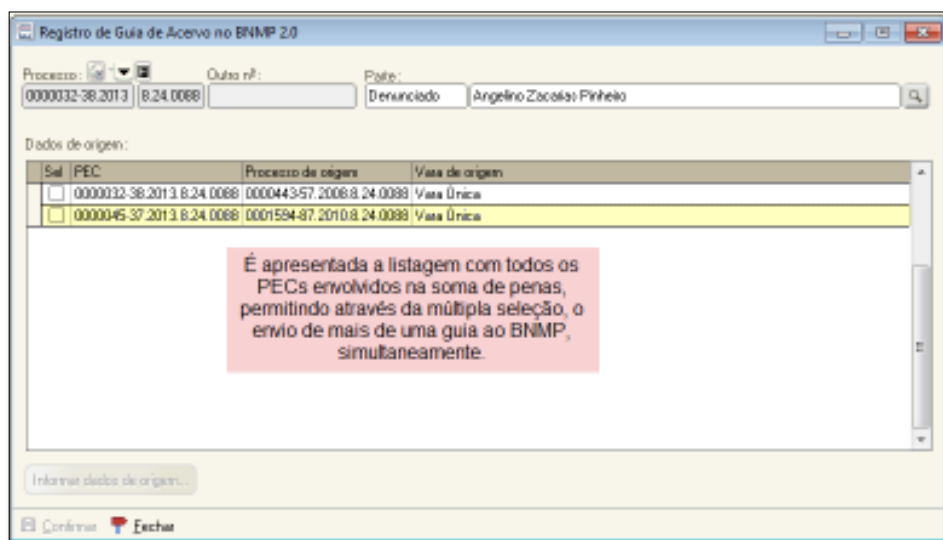 Registro de Guia de Acervo no BNMP 2.0
Processo: Outro nº: Parte:
0000032-38.2013 8.24.0088 Denunciado Angelino Zacarias Pinheiro
Dados de origem:
Sel PEC Processo de origem Vara de origem
0000032-38.2013.8.24.0088 0000443-57.2008.8.24.0088 Vara Única
0000045-37.2013.8.24.0088 0001594-87.2010.8.24.0088 Vara Única
É apresentada a listagem com todos os
PECs envolvidos na soma de penas,
permitindo através da múltipla seleção, o
envio de mais de uma guia ao BNMP,
simultaneamente.
Informar dados de origem...
Confirmar Fechar